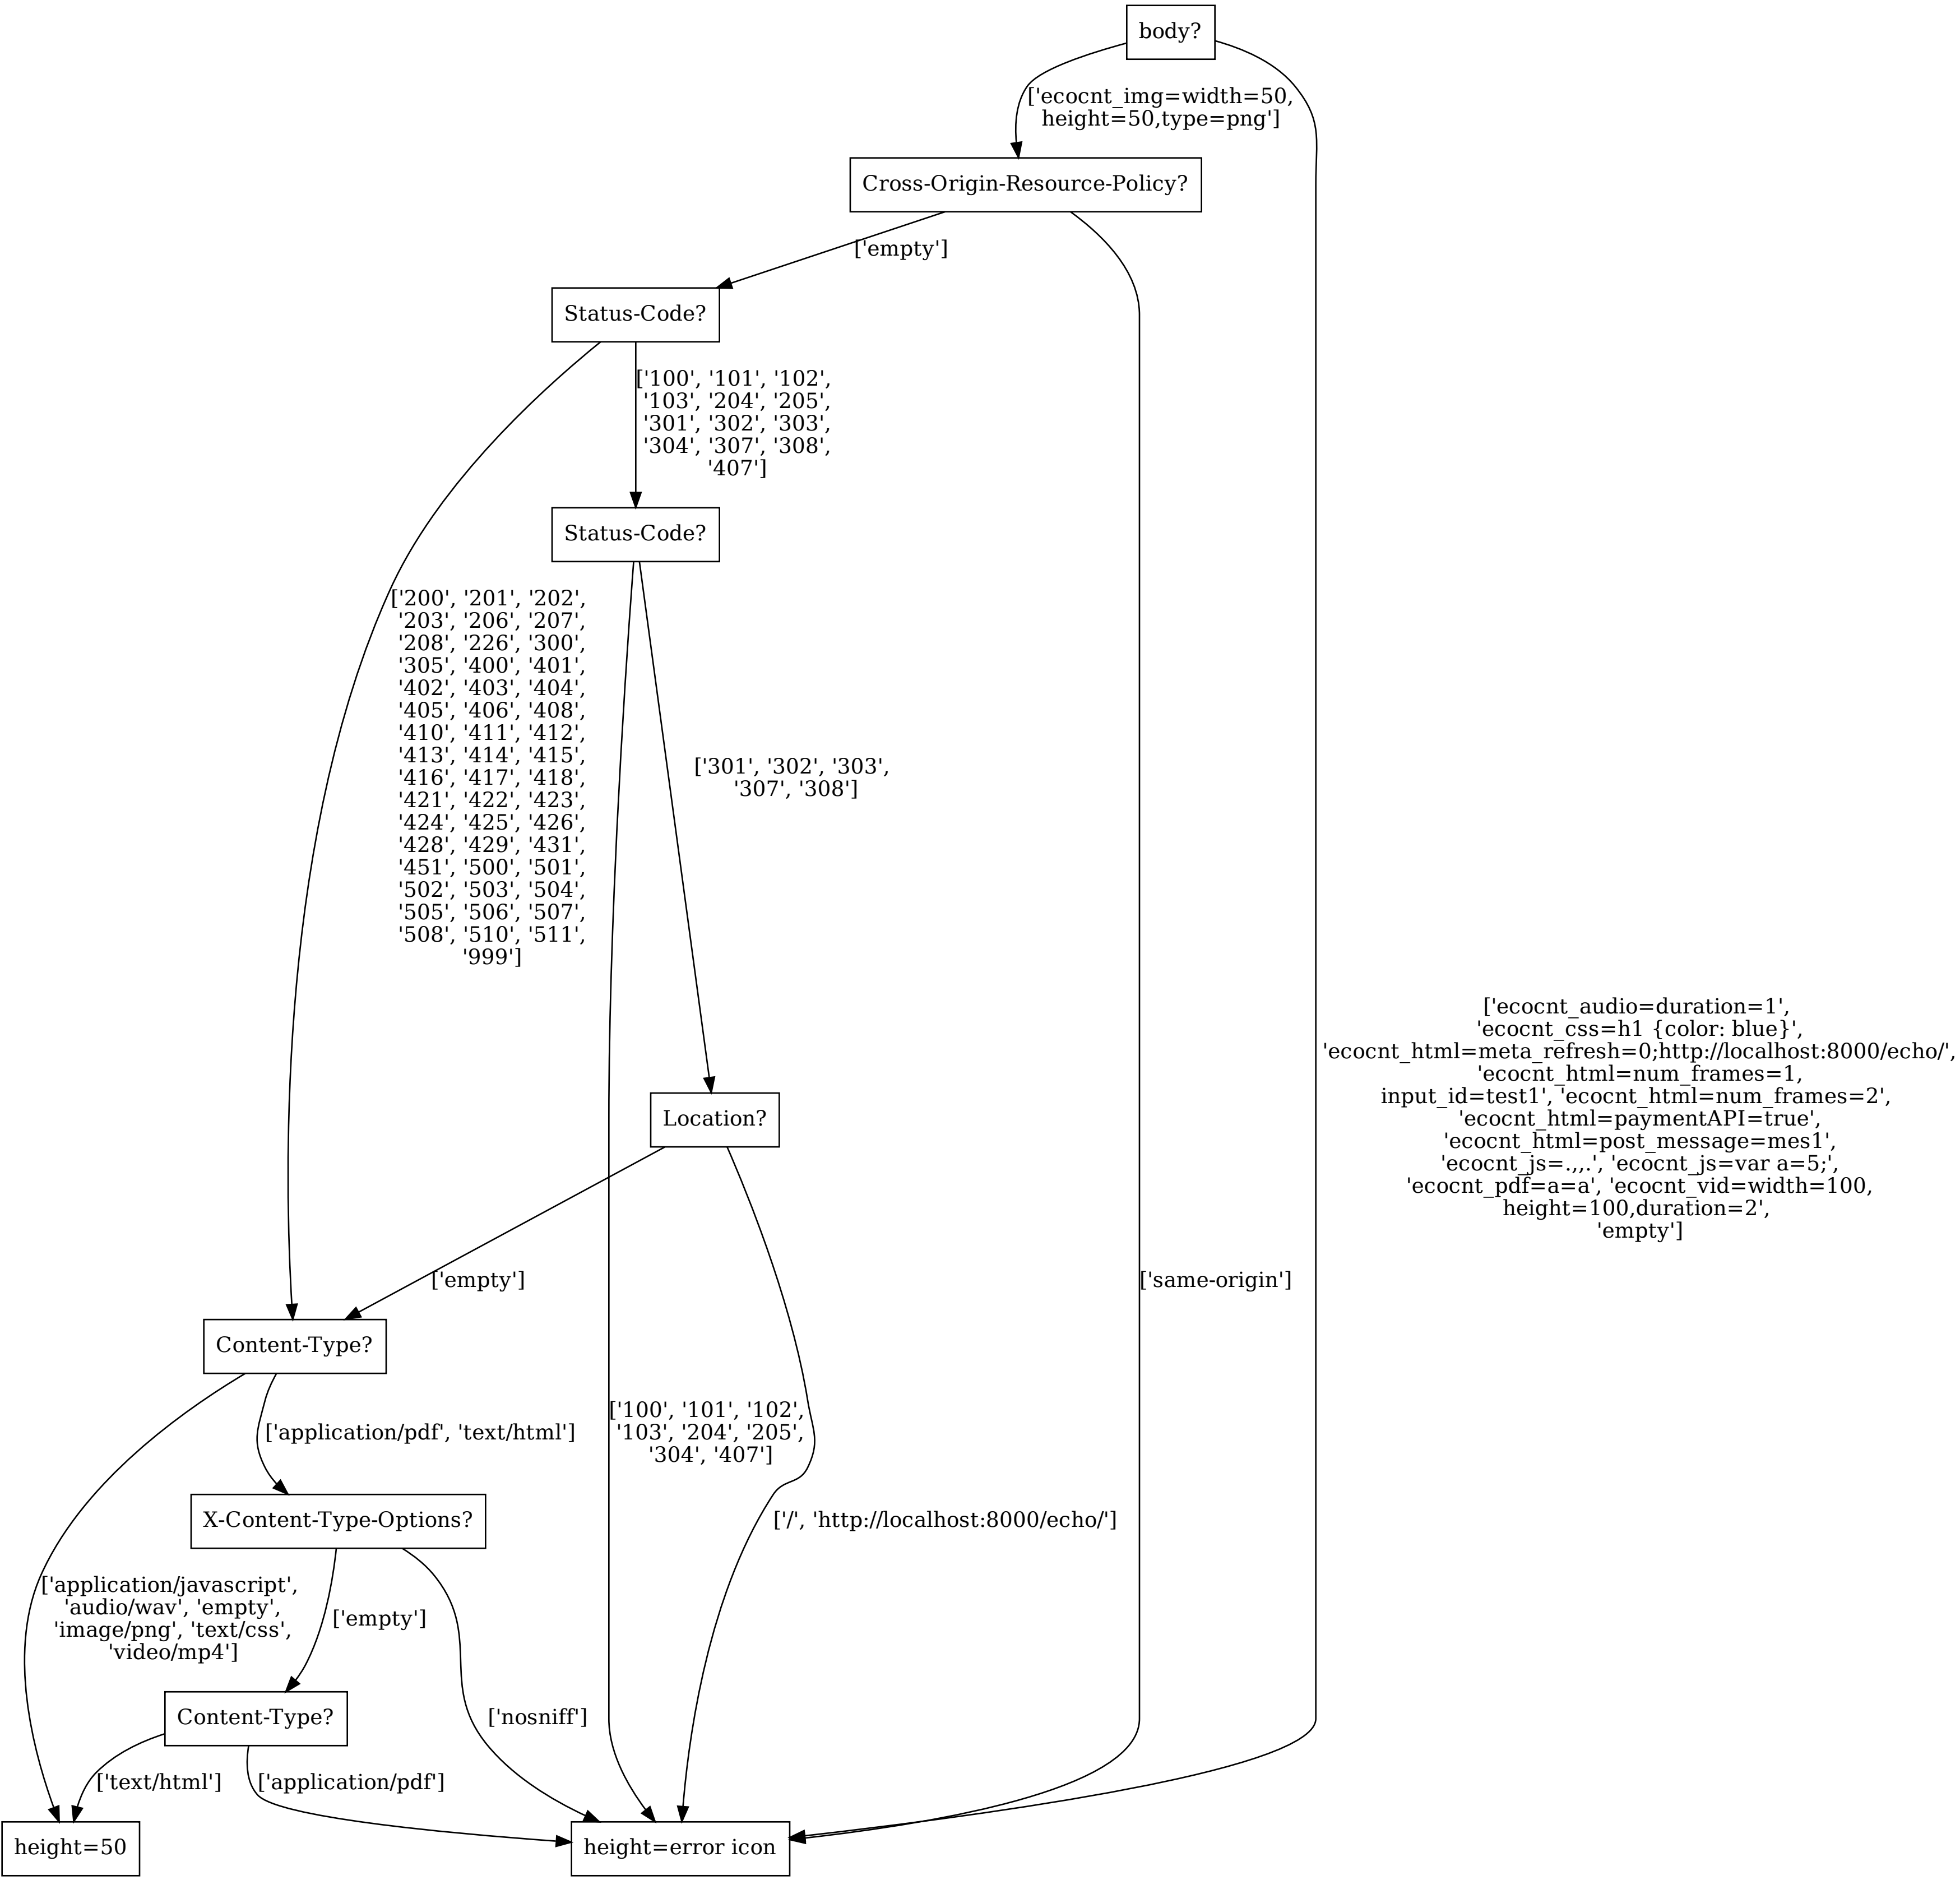 body?
['ecocnt_img=width=50,
height=50,type=png']
Cross-Origin-Resource-Policy?
['empty']
Status-Code?
['100', '101', '102',
'103', '204', '205',
'301', '302', '303',
'304', '307', '308',
'407']
Status-Code?
['200', '201', '202',
'203', '206', '207',
'208', '226', '300',
'305', '400', '401',
'402', '403', '404',
'405', '406', '408',
'410', '411', '412',
'413', '414', '415',
'416', '417', '418',
'421', '422', '423',
'424', '425', '426',
'428', '429', '431',
'451', '500', '501',
'502', '503', '504',
'505', '506', '507',
'508', '510', '511',
'999']
['301', '302', '303',
'307', '308']
['ecocnt_audio=duration=1',
'ecocnt_css=h1 {color: blue}',
'ecocnt_html=meta_refresh=0;http://localhost:8000/echo/',
'ecocnt_html=num_frames=1,
input_id=test1', 'ecocnt_html=num_frames=2',
'ecocnt_html=paymentAPI=true',
'ecocnt_html=post_message=mes1',
'ecocnt_js=.,,.', 'ecocnt_js=var a=5;',
'ecocnt_pdf=a=a', 'ecocnt_vid=width=100,
height=100,duration=2',
'empty']
Location?
['empty']
['same-origin']
Content-Type?
['application/pdf', 'text/html']
['100', '101', '102',
'103', '204', '205',
'304', '407']
X-Content-Type-Options?
['/', 'http://localhost:8000/echo/']
['application/javascript',
'audio/wav', 'empty',
'image/png', 'text/css',
'video/mp4']
['empty']
Content-Type?
['nosniff']
['text/html']
['application/pdf']
height=50
height=error icon